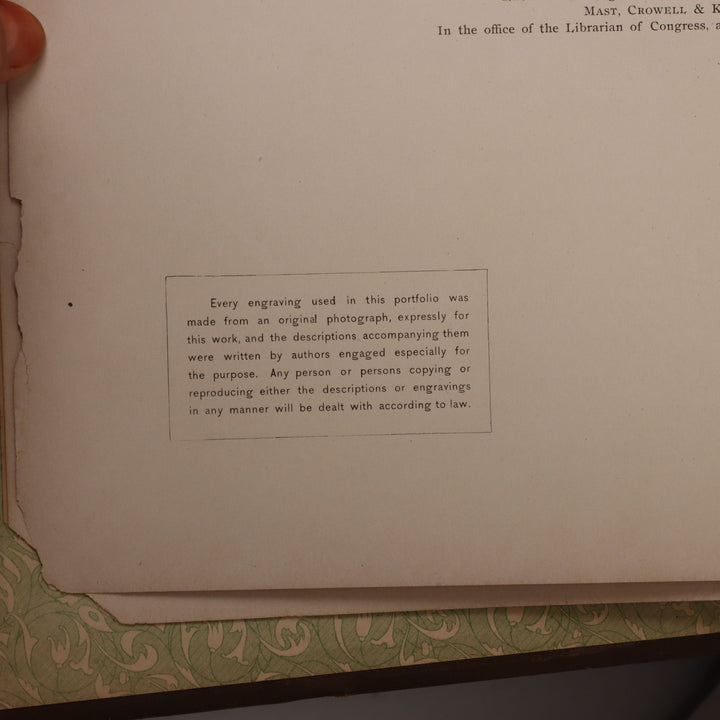 MAST, CROWELL & K
In the office of the Librarian of Congress, a
Every engraving used in this portfolio was
made from an original photograph, expressly for
this work, and the descriptions accompanying them
were written by authors engaged especially for
the purpose. Any person or persons copying or
reproducing either the descriptions or engravings
in any manner will be dealt with according to law.